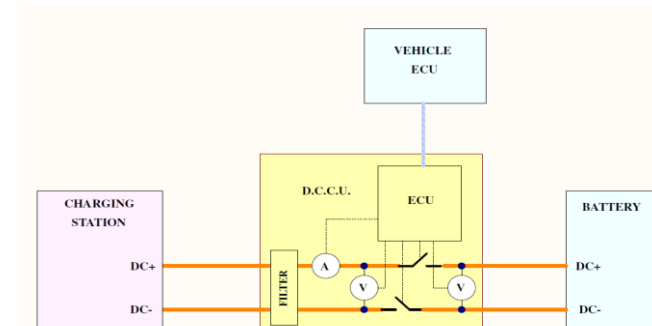 VEHICLE
ECU
D.C.C.U.
ECU
CHARGING
STATION
BATTERY
DC+
FILTER
A
DC+
V
V
DC-
DC-